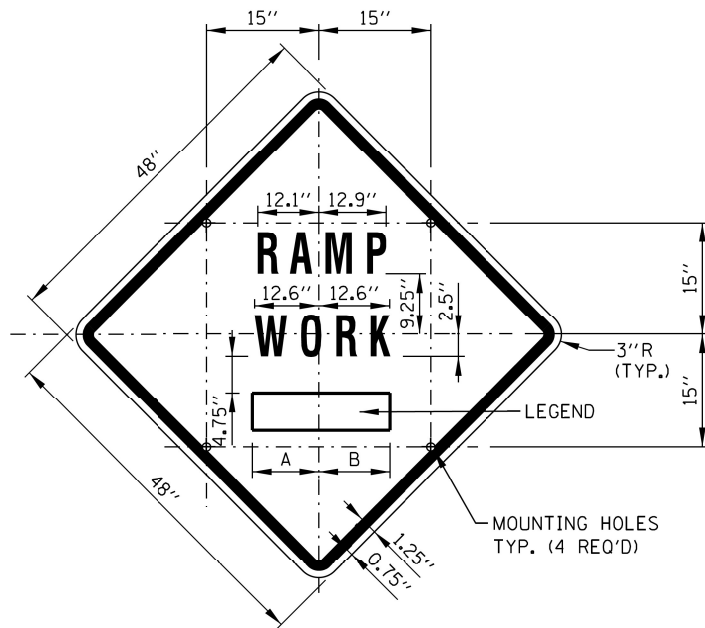 15″ 15″
48″
12.1″ 12.9″
RAMP
12.6″ 12.6″
9.25″
2.5″
15″
WORK
3″R
(TYP.)
4.75″
LEGEND
15″
A B
48″
MOUNTING HOLES
TYP. (4 REQ'D)
1.25″
0.75″